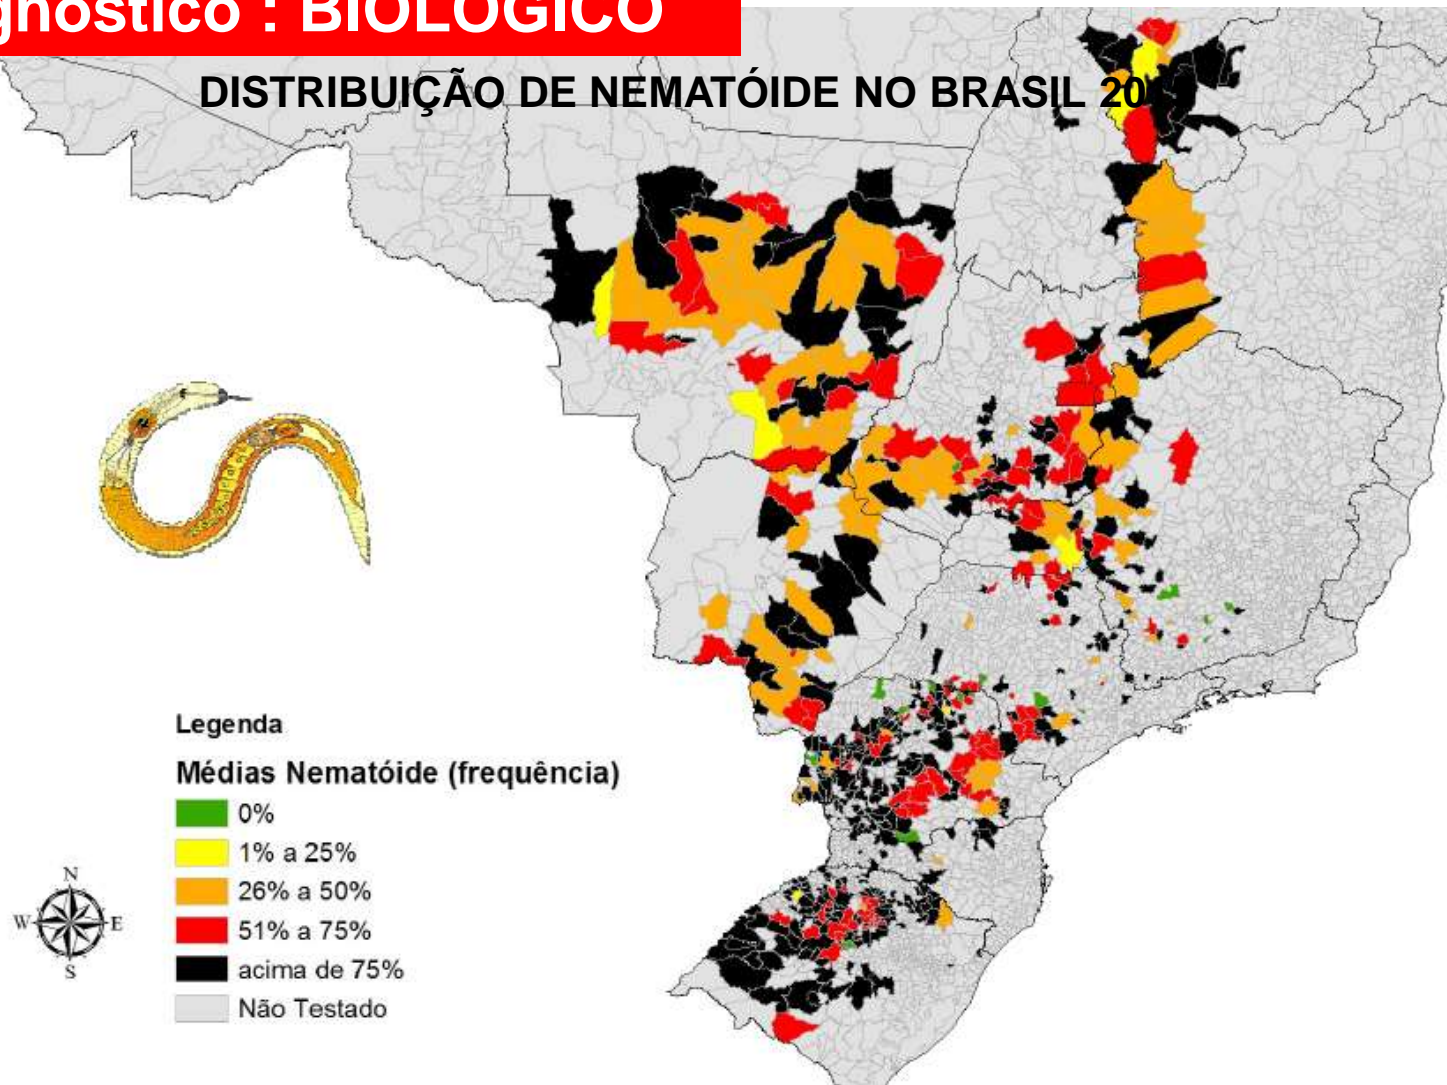 gnóstico : BIOLÓGICO
DISTRIBUIÇÃO DE NEMATÓIDE NO BRASIL 20
Legenda
Médias Nematóide (frequência)
0%
1% a 25%
26% a 50%
51% a 75%
acima de 75%
Não Testado
N
W E
S